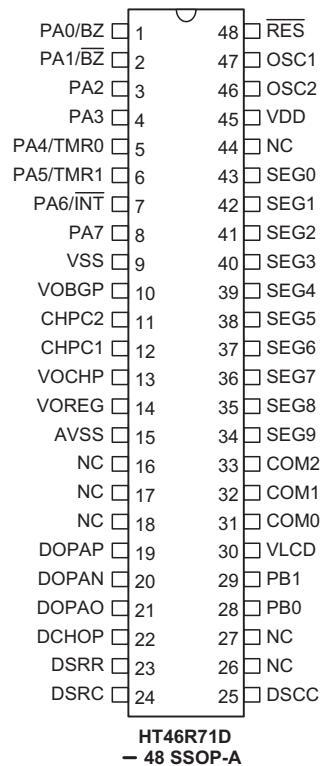 PA0/BZ 1 48 R̅E̅S̅
PA1/B̅Z̅ 2 47 OSC1
PA2 3 46 OSC2
PA3 4 45 VDD
PA4/TMR0 5 44 NC
PA5/TMR1 6 43 SEG0
PA6/I̅N̅T̅ 7 42 SEG1
PA7 8 41 SEG2
VSS 9 40 SEG3
VOBGP 10 39 SEG4
CHPC2 11 38 SEG5
CHPC1 12 37 SEG6
VOCHP 13 36 SEG7
VOREG 14 35 SEG8
AVSS 15 34 SEG9
NC 16 33 COM2
NC 17 32 COM1
NC 18 31 COM0
DOPAP 19 30 VLCD
DOPAN 20 29 PB1
DOPAO 21 28 PB0
DCHOP 22 27 NC
DSRR 23 26 NC
DSRC 24 25 DSCC
HT46R71D
– 48 SSOP-A